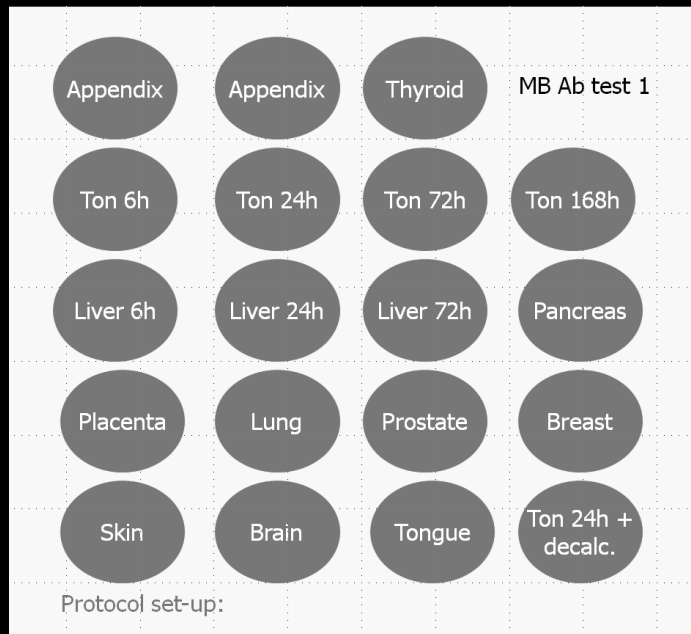 Appendix
Appendix
Thyroid
MB Ab test 1
Ton 6h
Ton 24h
Ton 72h
Ton 168h
Liver 6h
Liver 24h
Liver 72h
Pancreas
Placenta
Lung
Prostate
Breast
Skin
Brain
Tongue
Ton 24h +
decalc.
Protocol set-up: